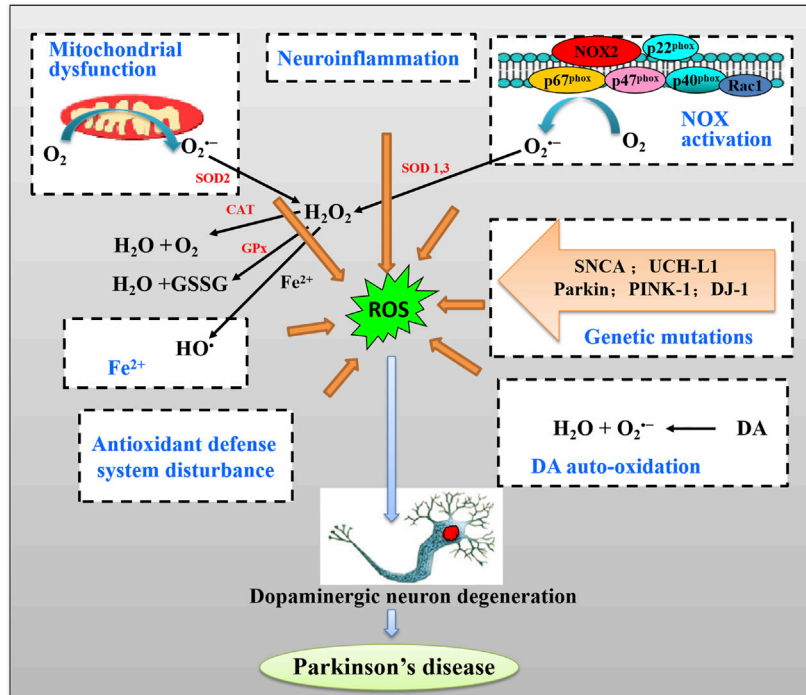 Mitochondrial
dysfunction
O₂
O₂•−
SOD2
Neuroinflammation
NOX2
p22phox
p67phox
p47phox
p40phox
Rac1
NOX
activation
O₂•−
O₂
SOD 1,3
H₂O₂
CAT
H₂O + O₂
GPx
H₂O +GSSG
Fe²⁺
HO•
Fe²⁺
ROS
SNCA ; UCH-L1
Parkin; PINK-1; DJ-1
Genetic mutations
Antioxidant defense
system disturbance
H₂O + O₂•−
DA
DA auto-oxidation
Dopaminergic neuron degeneration
Parkinson's disease